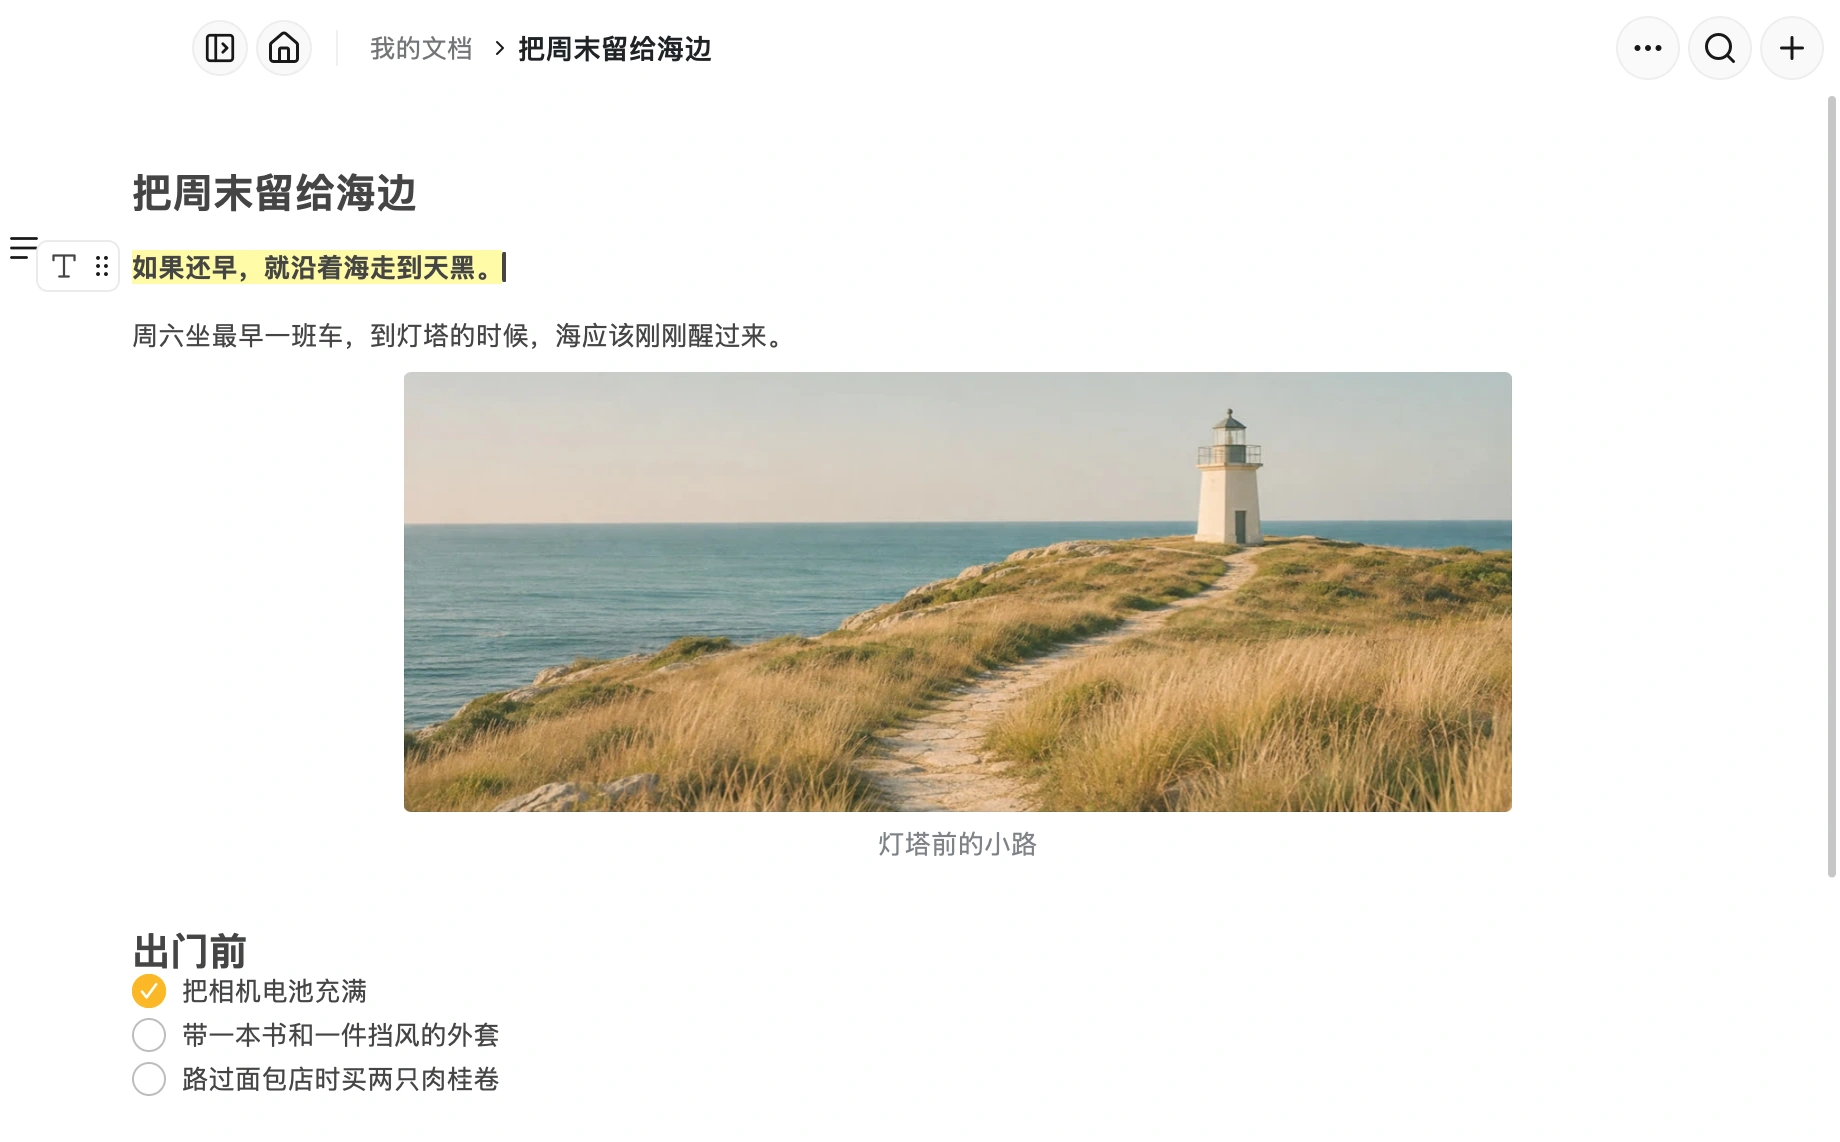 我的文档 > 把周末留给海边
把周末留给海边
如果还早，就沿着海走到天黑。
周六坐最早一班车，到灯塔的时候，海应该刚刚醒过来。
灯塔前的小路
出门前
把相机电池充满
带一本书和一件挡风的外套
路过面包店时买两只肉桂卷